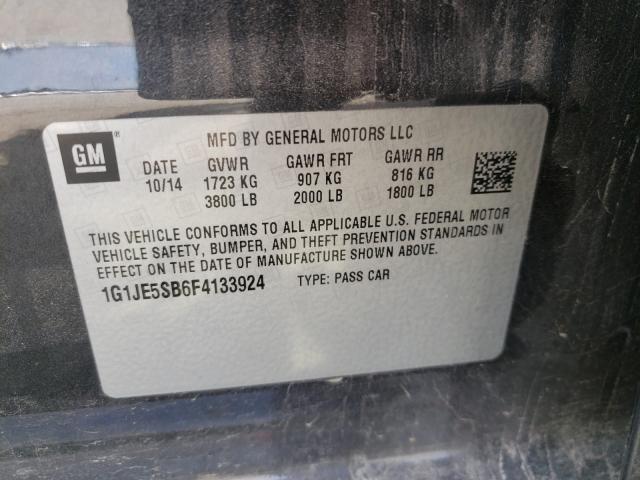 GM ® MFD BY GENERAL MOTORS LLC
DATE GVWR GAWR FRT GAWR RR
10/14 1723 KG 907 KG 816 KG
3800 LB 2000 LB 1800 LB
THIS VEHICLE CONFORMS TO ALL APPLICABLE U.S. FEDERAL MOTOR
VEHICLE SAFETY, BUMPER, AND THEFT PREVENTION STANDARDS IN
EFFECT ON THE DATE OF MANUFACTURE SHOWN ABOVE.
1G1JE5SB6F4133924 TYPE: PASS CAR